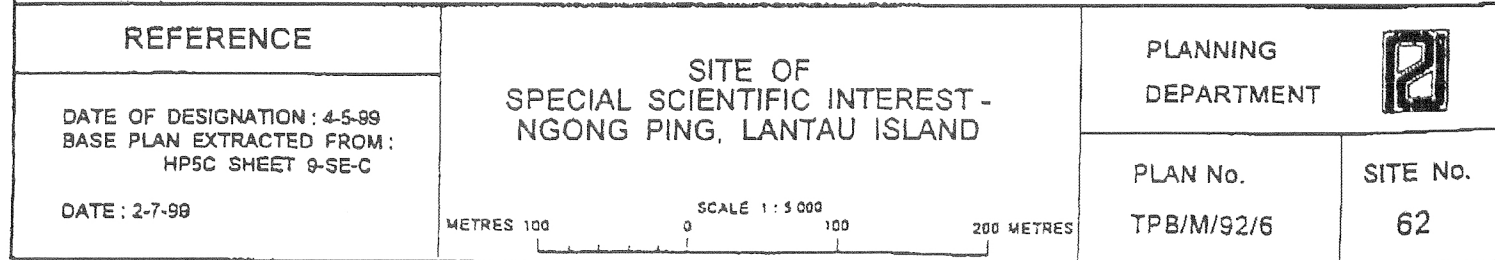 REFERENCE
DATE OF DESIGNATION : 4-5-99
BASE PLAN EXTRACTED FROM :
HP5C SHEET 9-SE-C
DATE : 2-7-99
SITE OF
SPECIAL SCIENTIFIC INTEREST -
NGONG PING, LANTAU ISLAND
SCALE 1 : 5 000
METRES 100 0 100 200 METRES
PLANNING
DEPARTMENT
PLAN No.
TPB/M/92/6
SITE No.
62